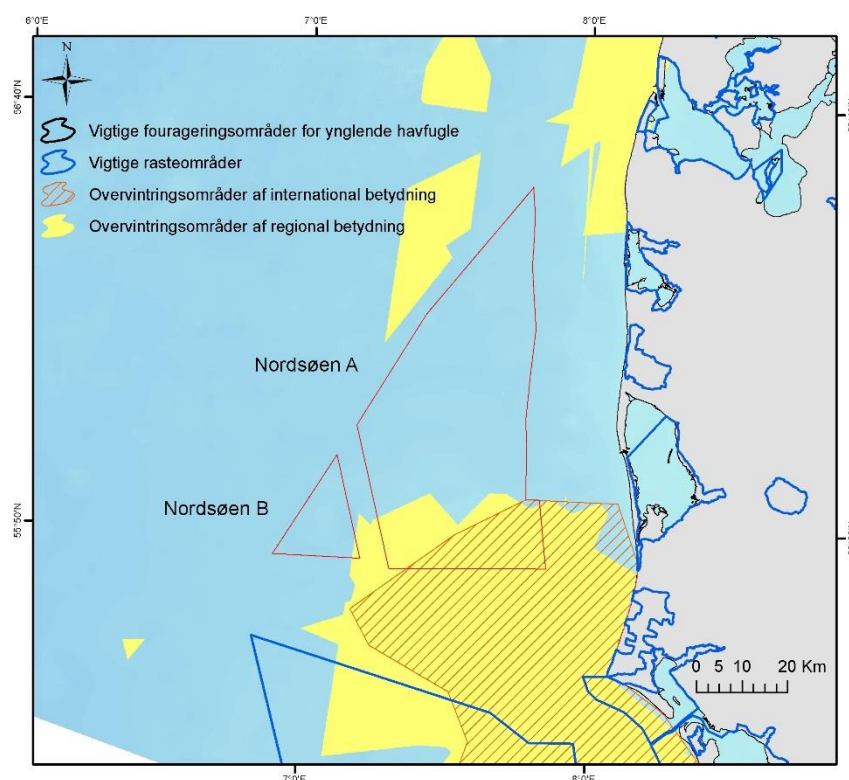 6°0'E 7°0'E 8°0'E
N
56°40'N
Vigtige fourageringsområder for ynglende havfugle
Vigtige rasteområder
Overvintringsområder af international betydning
Overvintringsområder af regional betydning
Nordsøen A
Nordsøen B
55°50'N
0 5 10 20 Km
7°0'E 8°0'E